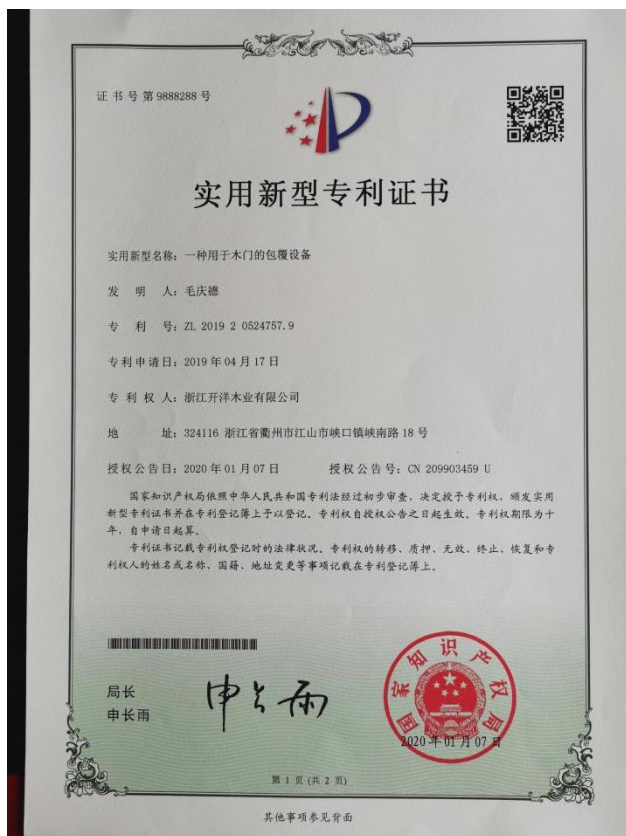 证书号第9888288号
实用新型专利证书
实用新型名称：一种用于木门的包覆设备
发明人：毛庆德
专利号：ZL 2019 2 0524757.9
专利申请日：2019年04月17日
专利权人：浙江开洋木业有限公司
地址：324116 浙江省衢州市江山市峡口镇峡南路18号
授权公告日：2020年01月07日 授权公告号：CN 209903459 U
国家知识产权局依照中华人民共和国专利法经过初步审查，决定授予专利权，颁发实用
新型专利证书并在专利登记簿上予以登记。专利权自授权公告之日起生效。专利权期限为十
年，自申请日起算。
专利证书记载专利权登记时的法律状况。专利权的转移、质押、无效、终止、恢复和专
利权人的姓名或名称、国籍、地址变更等事项记载在专利登记簿上。
局长
申长雨
申长雨
国家知识产权局
2020年01月07日
第 1 页 (共 2 页)
其他事项参见背面